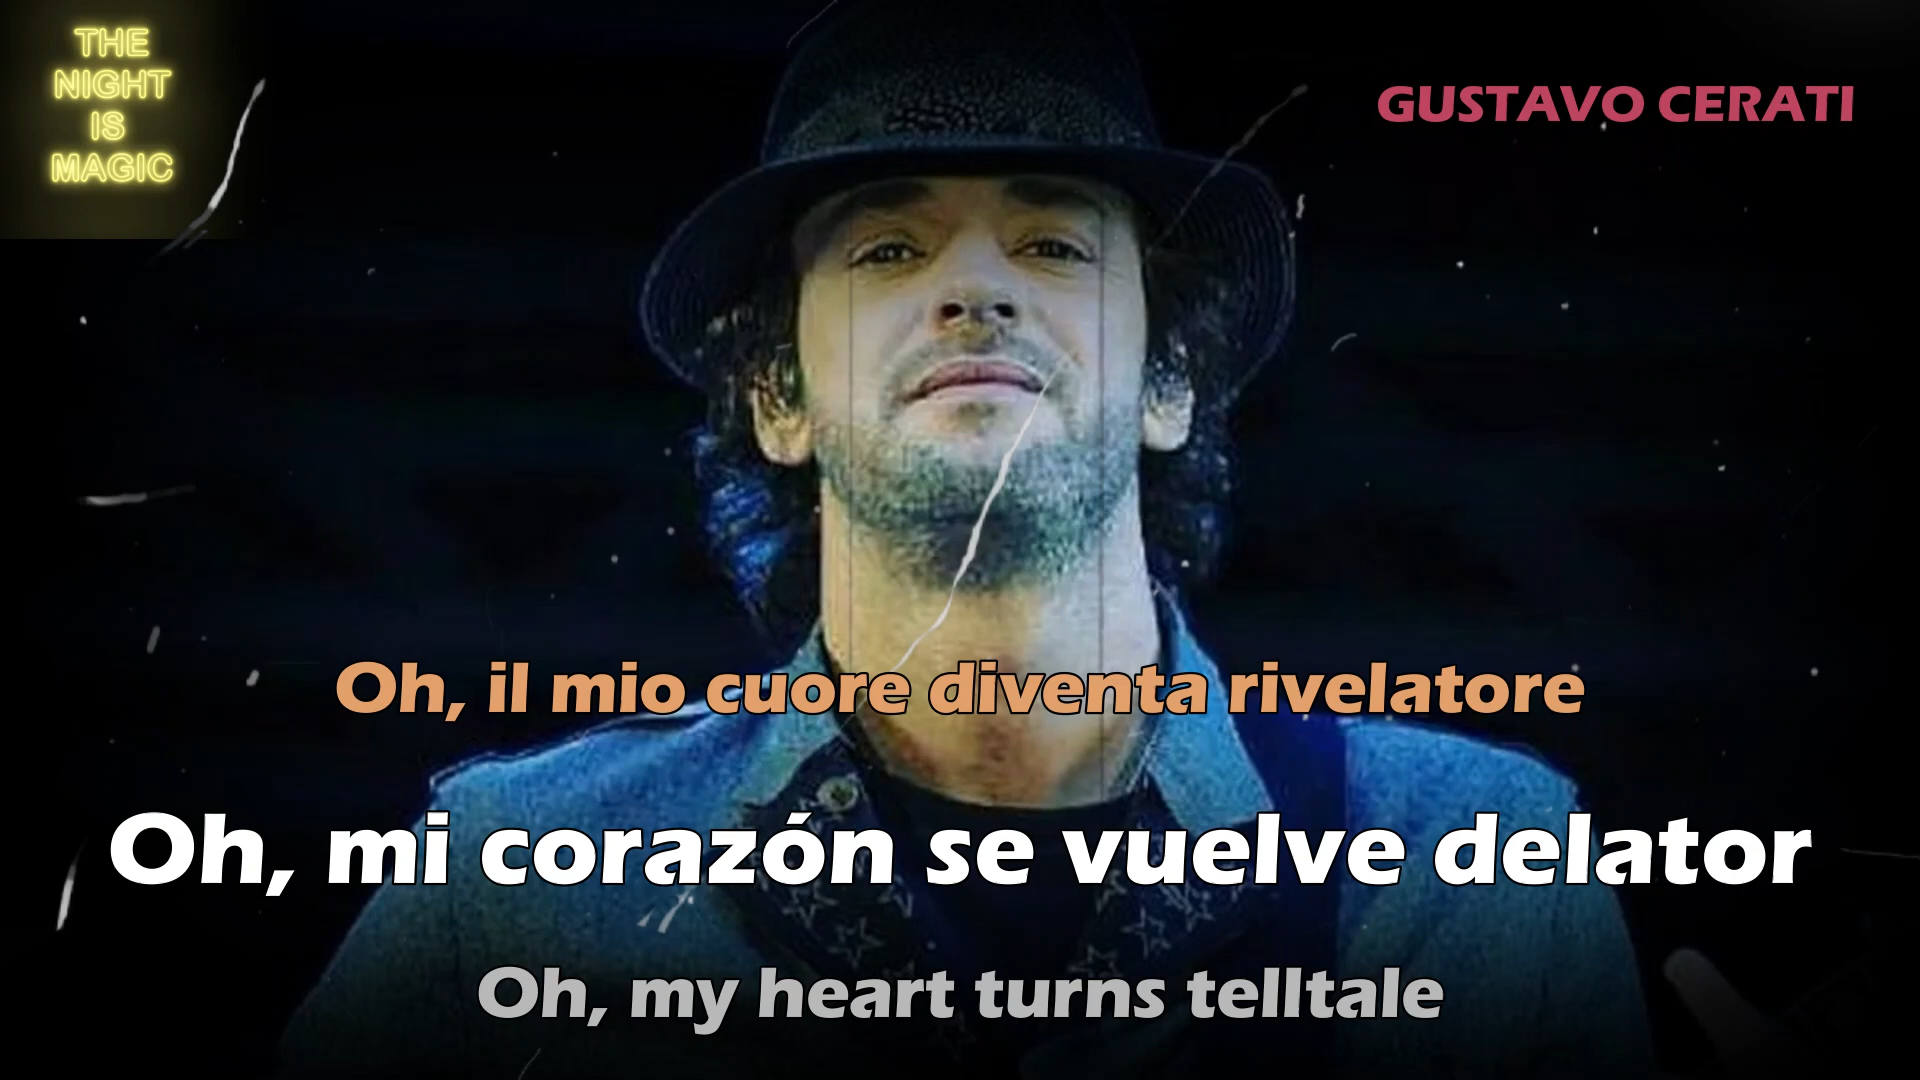 THE
NIGHT
IS
MAGIC
GUSTAVO CERATI
Oh, il mio cuore diventa rivelatore
Oh, mi corazón se vuelve delator
Oh, my heart turns telltale